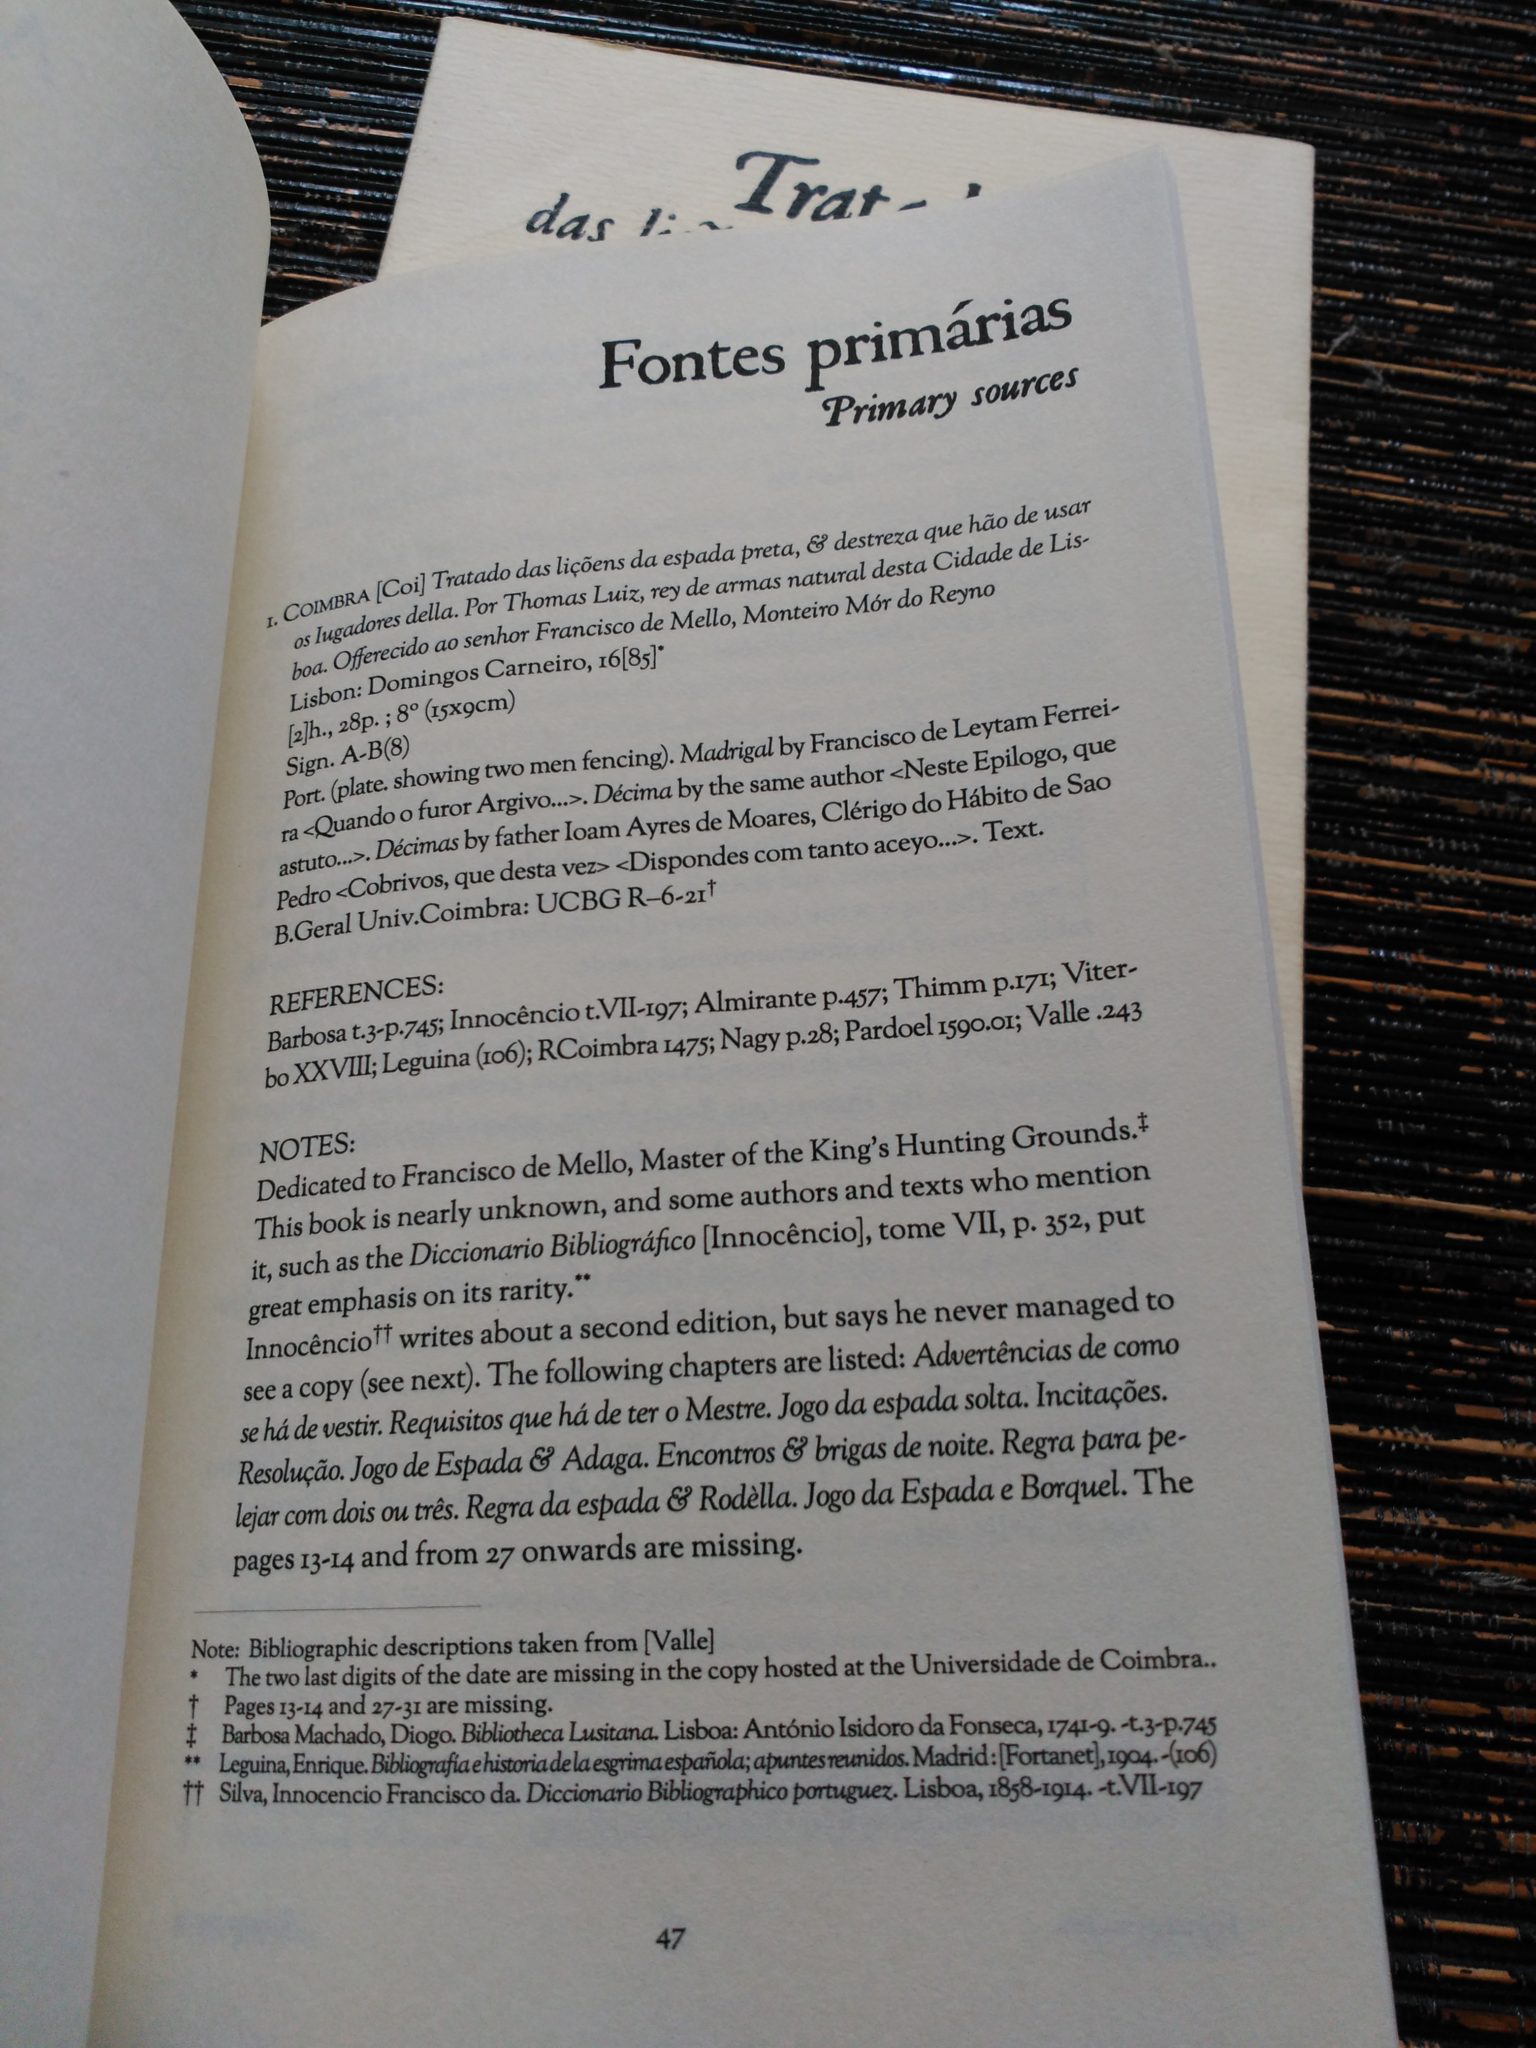 Trat
das li
Fontes primárias
Primary sources
1. COIMBRA [Coi] Tratado das liçõens da espada preta, & destreza que hão de usar
os Iugadores della. Por Thomas Luiz, rey de armas natural desta Cidade de Lis-
boa. Offerecido ao senhor Francisco de Mello, Monteiro Mór do Reyno
Lisbon: Domingos Carneiro, 16[85]*
[2]h., 28p. ; 8º (15x9cm)
Sign. A-B(8)
Port. (plate. showing two men fencing). Madrigal by Francisco de Leytam Ferrei-
ra <Quando o furor Argivo...>. Décima by the same author <Neste Epilogo, que
astuto...>. Décimas by father Ioam Ayres de Moares, Clérigo do Hábito de Sao
Pedro <Cobrivos, que desta vez> <Dispondes com tanto aceyo...>. Text.
B.Geral Univ.Coimbra: UCBG R–6-21†
REFERENCES:
Barbosa t.3-p.745; Innocêncio t.VII-197; Almirante p.457; Thimm p.171; Viter-
bo XXVIII; Leguina (106); RCoimbra 1475; Nagy p.28; Pardoel 1590.01; Valle .243
NOTES:
Dedicated to Francisco de Mello, Master of the King's Hunting Grounds.‡
This book is nearly unknown, and some authors and texts who mention
it, such as the Diccionario Bibliográfico [Innocêncio], tome VII, p. 352, put
great emphasis on its rarity.**
Innocêncio†† writes about a second edition, but says he never managed to
see a copy (see next). The following chapters are listed: Advertências de como
se há de vestir. Requisitos que há de ter o Mestre. Jogo da espada solta. Incitações.
Resolução. Jogo de Espada & Adaga. Encontros & brigas de noite. Regra para pe-
lejar com dois ou três. Regra da espada & Rodèlla. Jogo da Espada e Borquel. The
pages 13-14 and from 27 onwards are missing.
Note: Bibliographic descriptions taken from [Valle]
* The two last digits of the date are missing in the copy hosted at the Universidade de Coimbra..
† Pages 13-14 and 27-31 are missing.
‡ Barbosa Machado, Diogo. Bibliotheca Lusitana. Lisboa: António Isidoro da Fonseca, 1741-9. -t.3-p.745
** Leguina, Enrique. Bibliografía e historia de la esgrima española; apuntes reunidos. Madrid : [Fortanet], 1904. -(106)
†† Silva, Innocencio Francisco da. Diccionario Bibliographico portuguez. Lisboa, 1858-1914. -t.VII-197
47